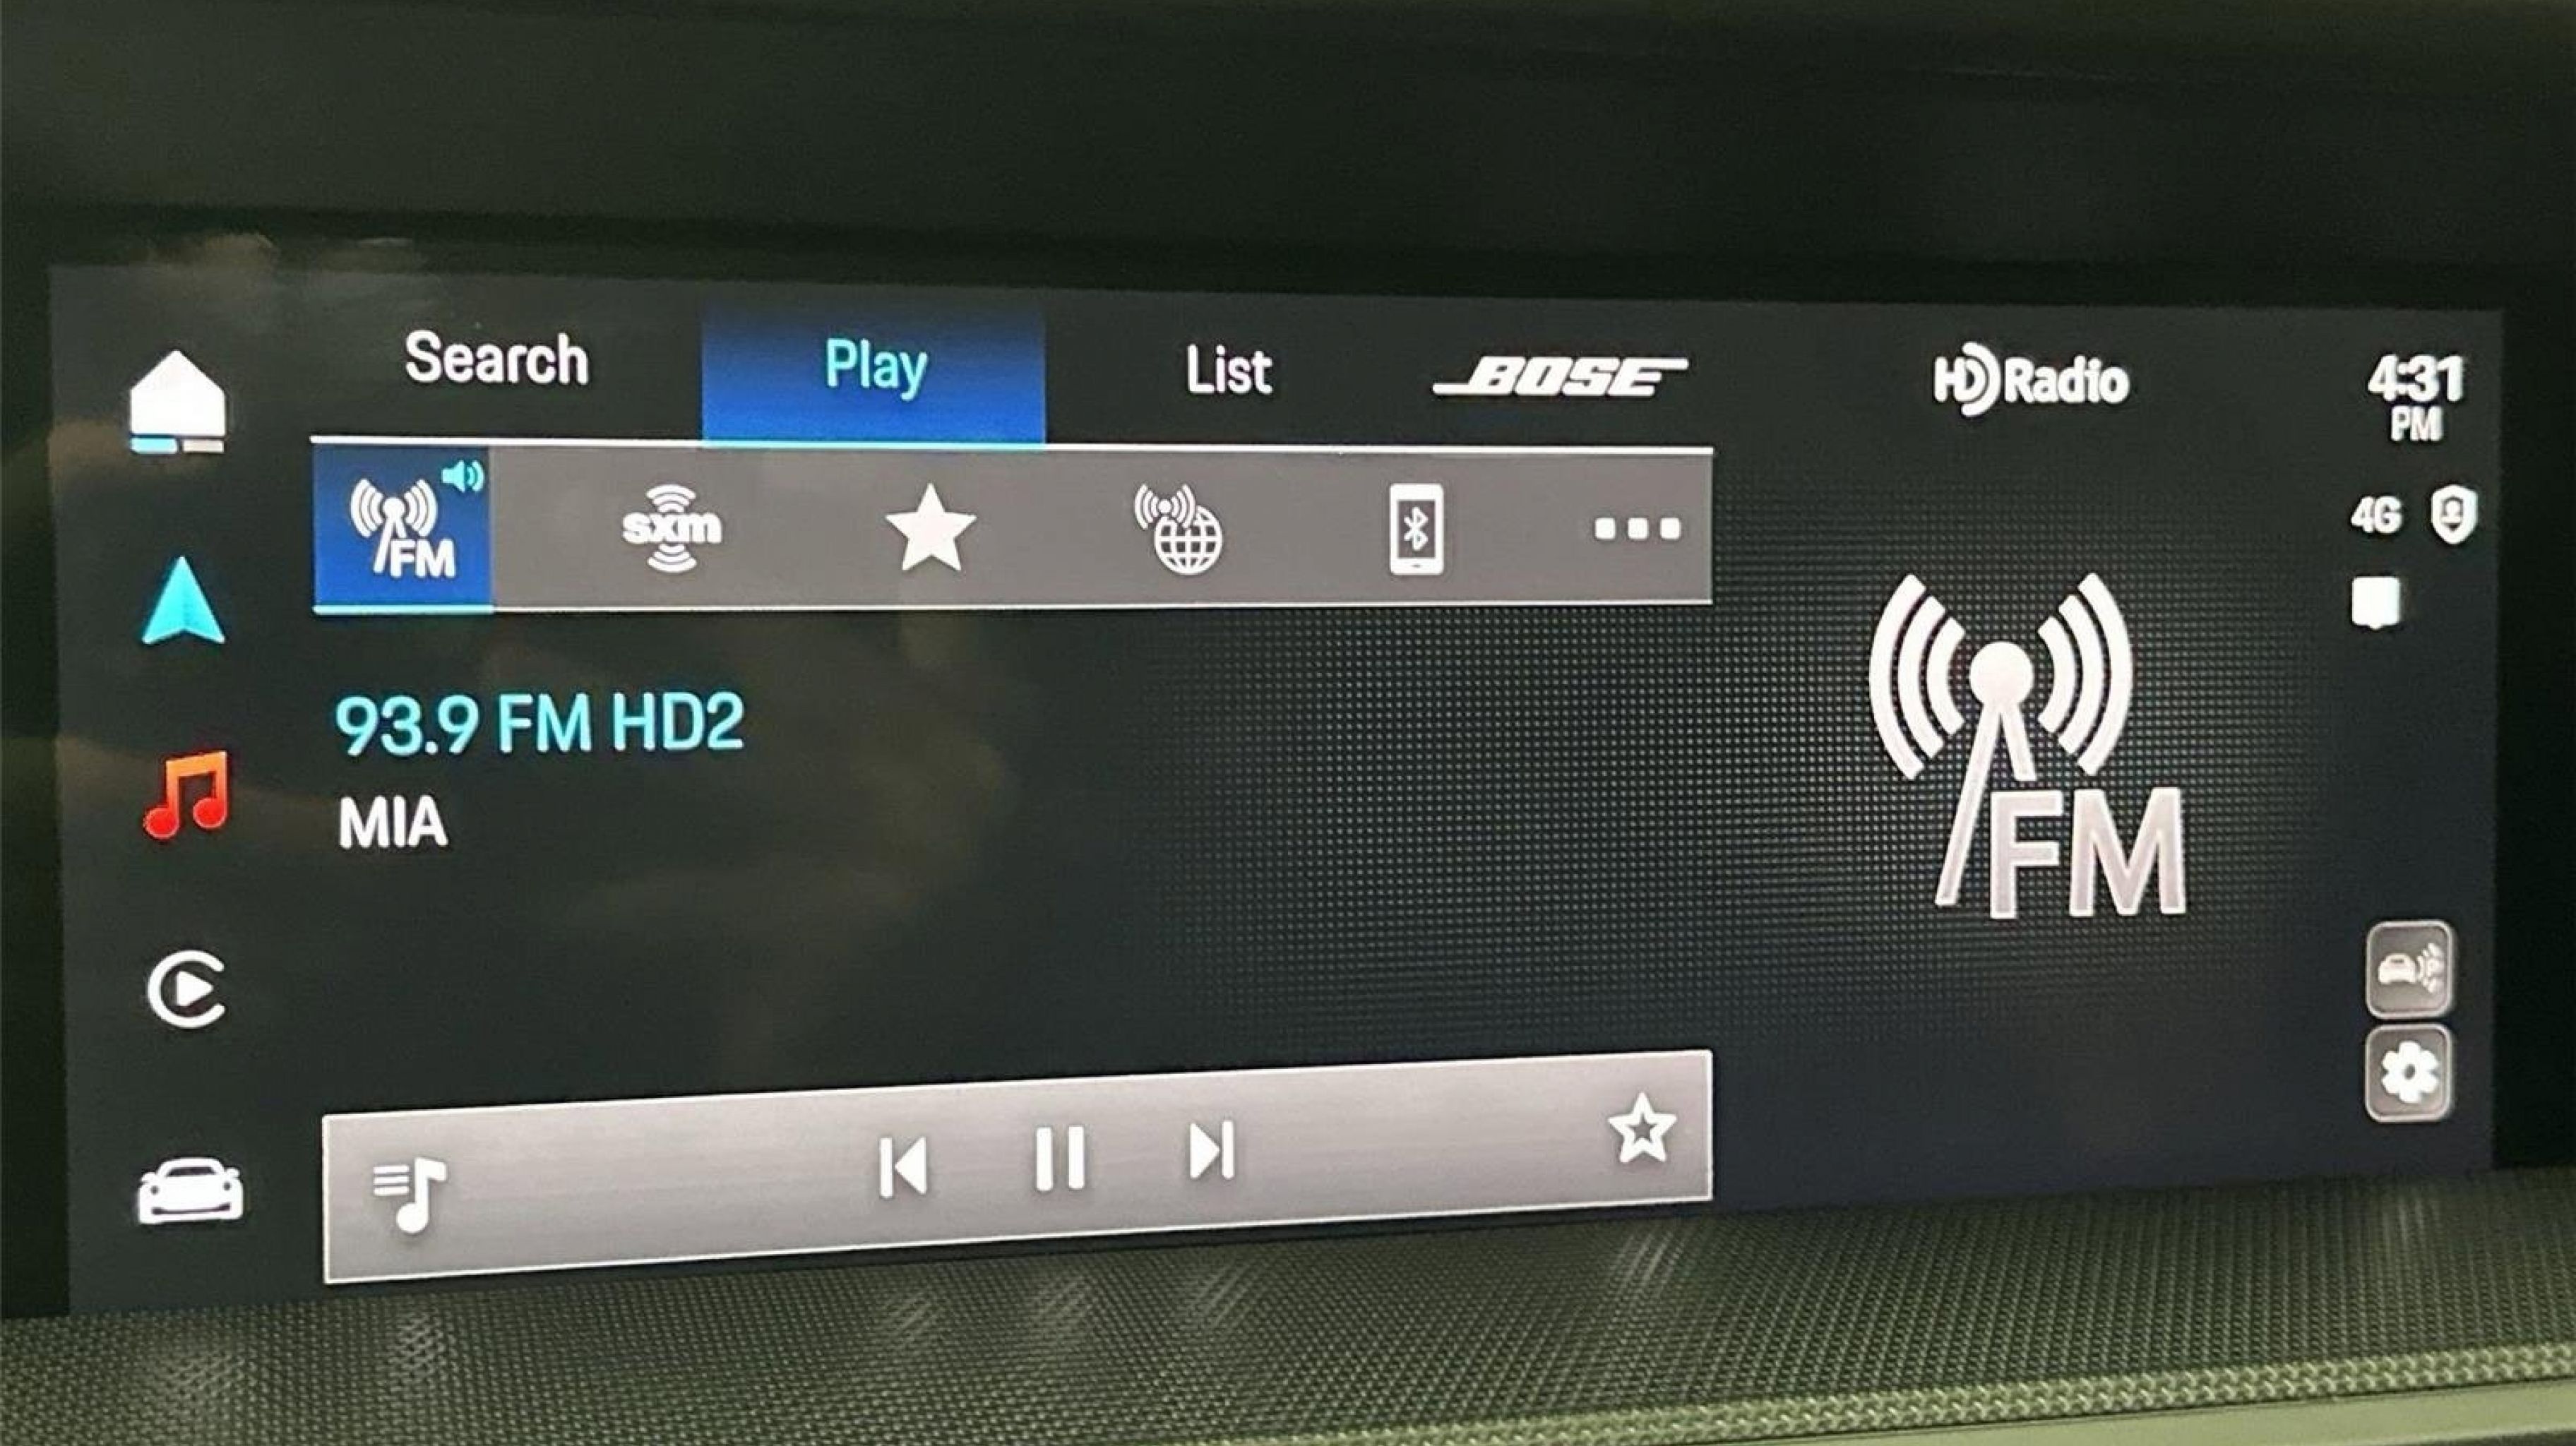 Search Play List BOSE HD Radio 4:31
PM
FM sxm 4G
93.9 FM HD2
MIA
FM